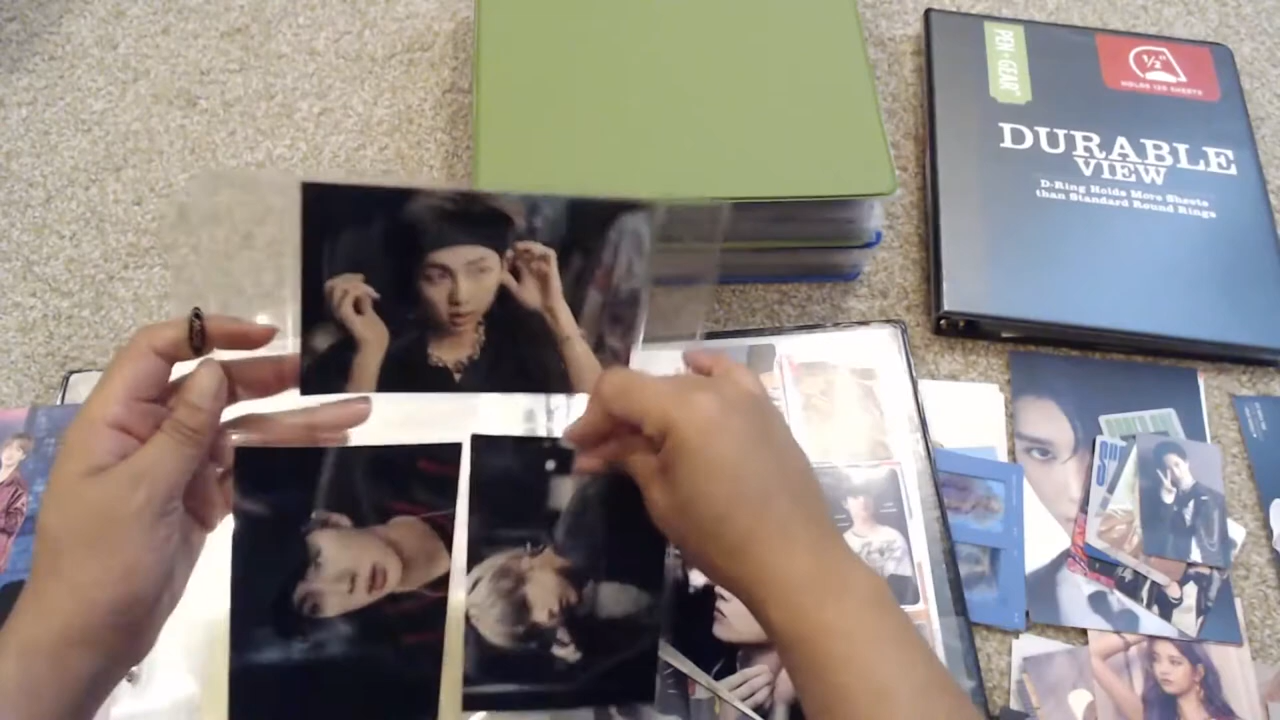 PEN+GEAR
½"
HOLDS 125 SHEETS
DURABLE
VIEW
D-Ring Holds More Sheets
than Standard Round Rings